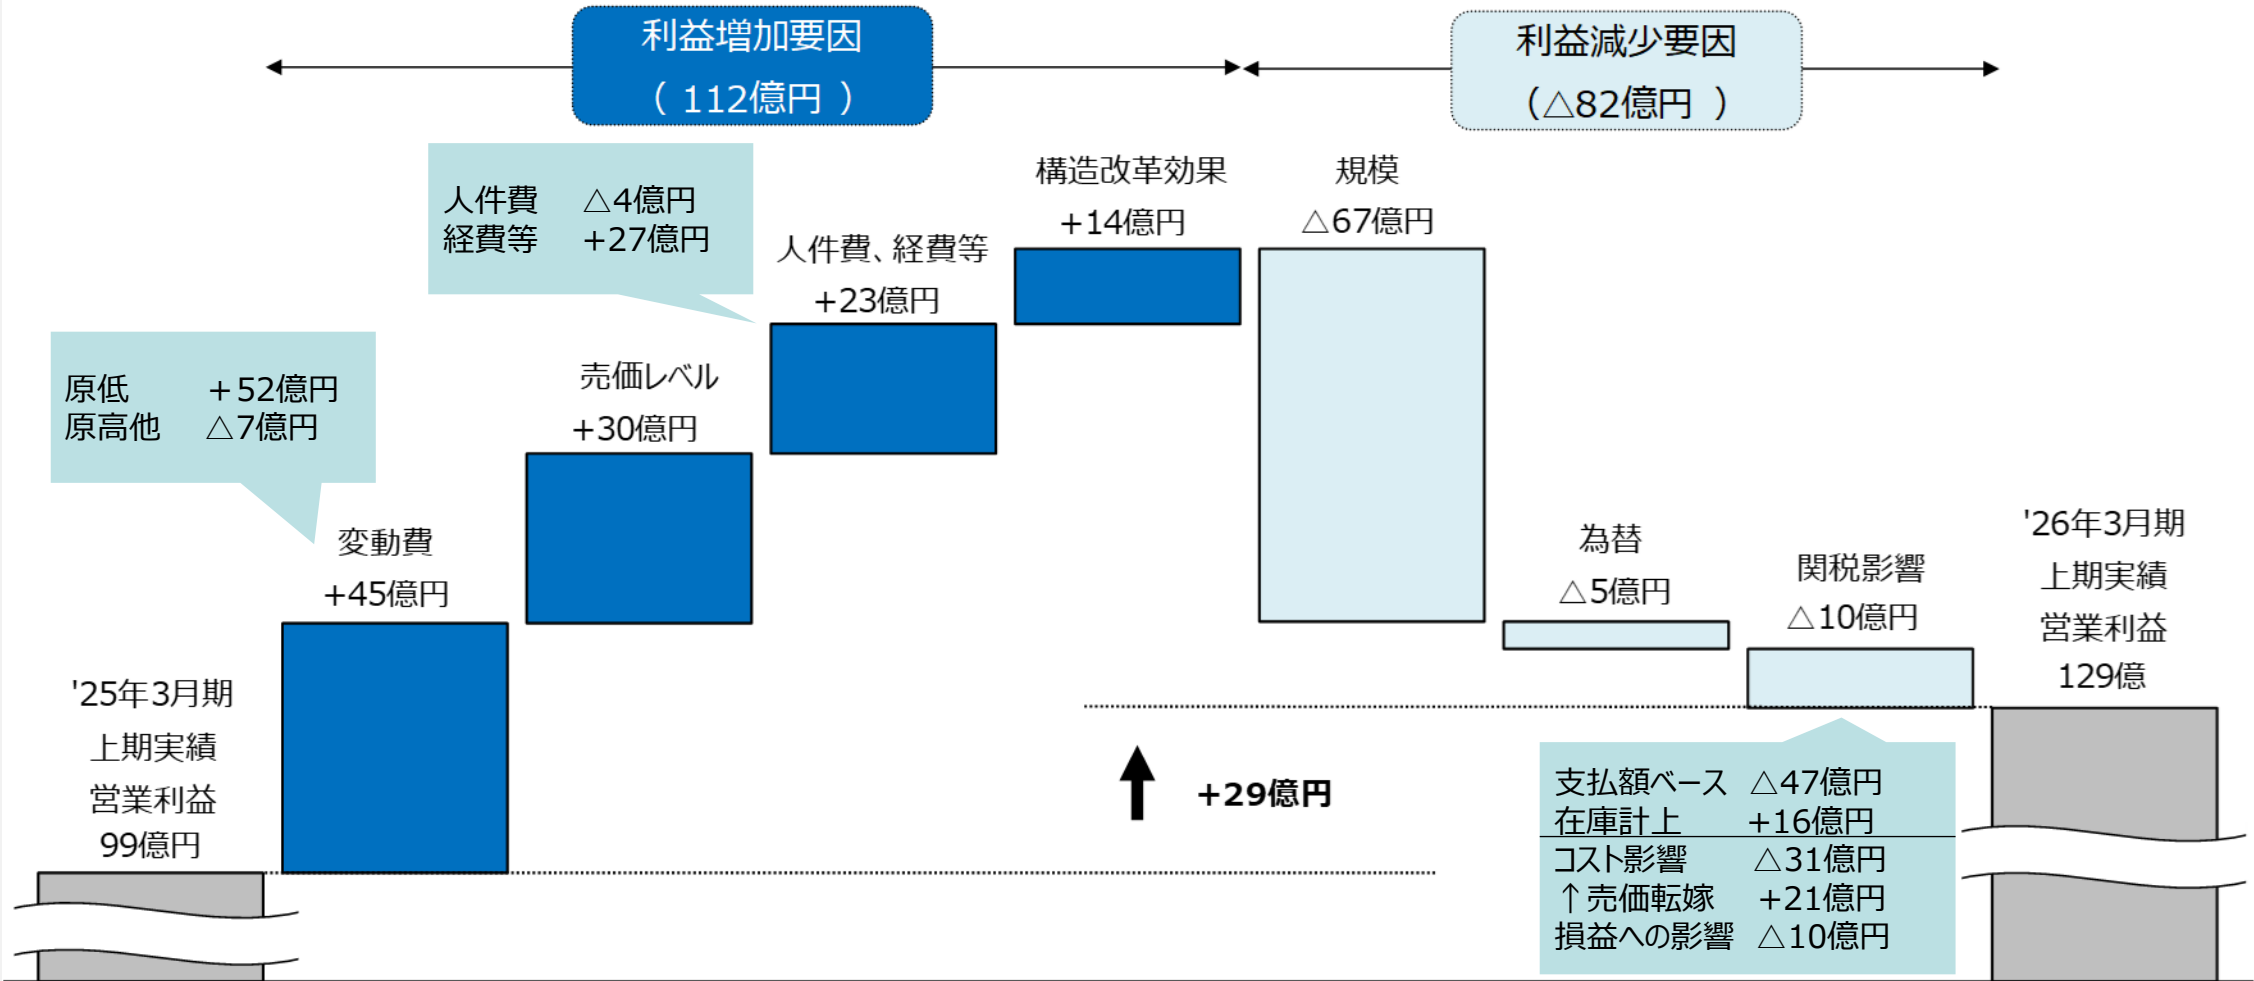 利益増加要因
( 112億円 )
利益減少要因
(△82億円 )
人件費 △4億円
経費等 +27億円
構造改革効果
+14億円
規模
△67億円
人件費、経費等
+23億円
原低 +52億円
原高他 △7億円
売価レベル
+30億円
変動費
+45億円
為替
△5億円
関税影響
△10億円
'26年3月期
上期実績
営業利益
129億
'25年3月期
上期実績
営業利益
99億円
+29億円
支払額ベース △47億円
在庫計上 +16億円
コスト影響 △31億円
↑売価転嫁 +21億円
損益への影響 △10億円